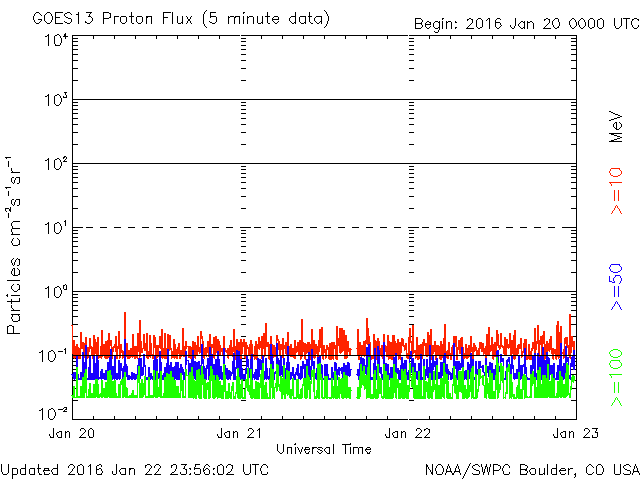 GOES13 Proton Flux (5 minute data)
Begin: 2016 Jan 20 0000 UTC
Particles cm⁻²s⁻¹sr⁻¹
10⁴
10³
10²
10¹
10⁰
10⁻¹
10⁻²
Jan 20
Jan 21
Jan 22
Jan 23
Universal Time
MeV
>=10
>=50
>=100
Updated 2016 Jan 22 23:56:02 UTC
NOAA/SWPC Boulder, CO USA